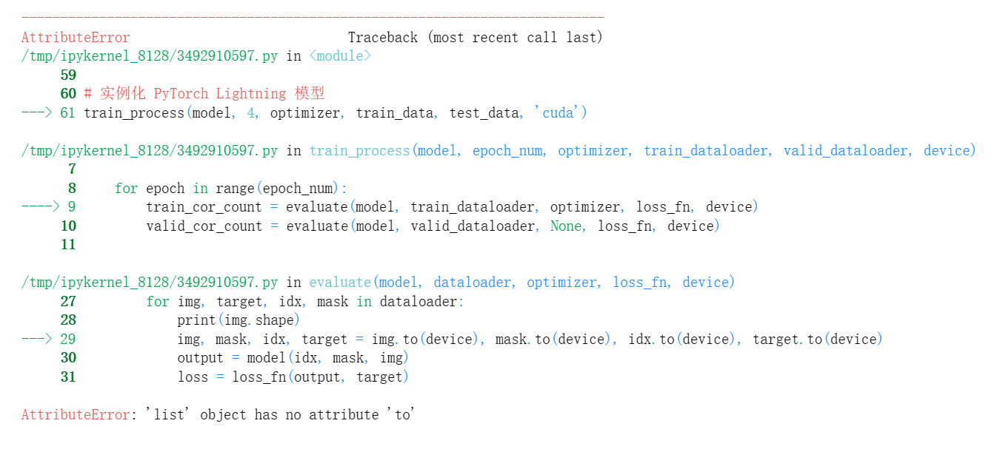 ---------------------------------------------------------------------------
AttributeError                            Traceback (most recent call last)
/tmp/ipykernel_8128/3492910597.py in <module>
     59
     60 # 实例化 PyTorch Lightning 模型
---> 61 train_process(model, 4, optimizer, train_data, test_data, 'cuda')

/tmp/ipykernel_8128/3492910597.py in train_process(model, epoch_num, optimizer, train_dataloader, valid_dataloader, device)
      7
      8     for epoch in range(epoch_num):
----> 9         train_cor_count = evaluate(model, train_dataloader, optimizer, loss_fn, device)
     10         valid_cor_count = evaluate(model, valid_dataloader, None, loss_fn, device)
     11

/tmp/ipykernel_8128/3492910597.py in evaluate(model, dataloader, optimizer, loss_fn, device)
     27         for img, target, idx, mask in dataloader:
     28             print(img.shape)
---> 29             img, mask, idx, target = img.to(device), mask.to(device), idx.to(device), target.to(device)
     30             output = model(idx, mask, img)
     31             loss = loss_fn(output, target)

AttributeError: 'list' object has no attribute 'to'